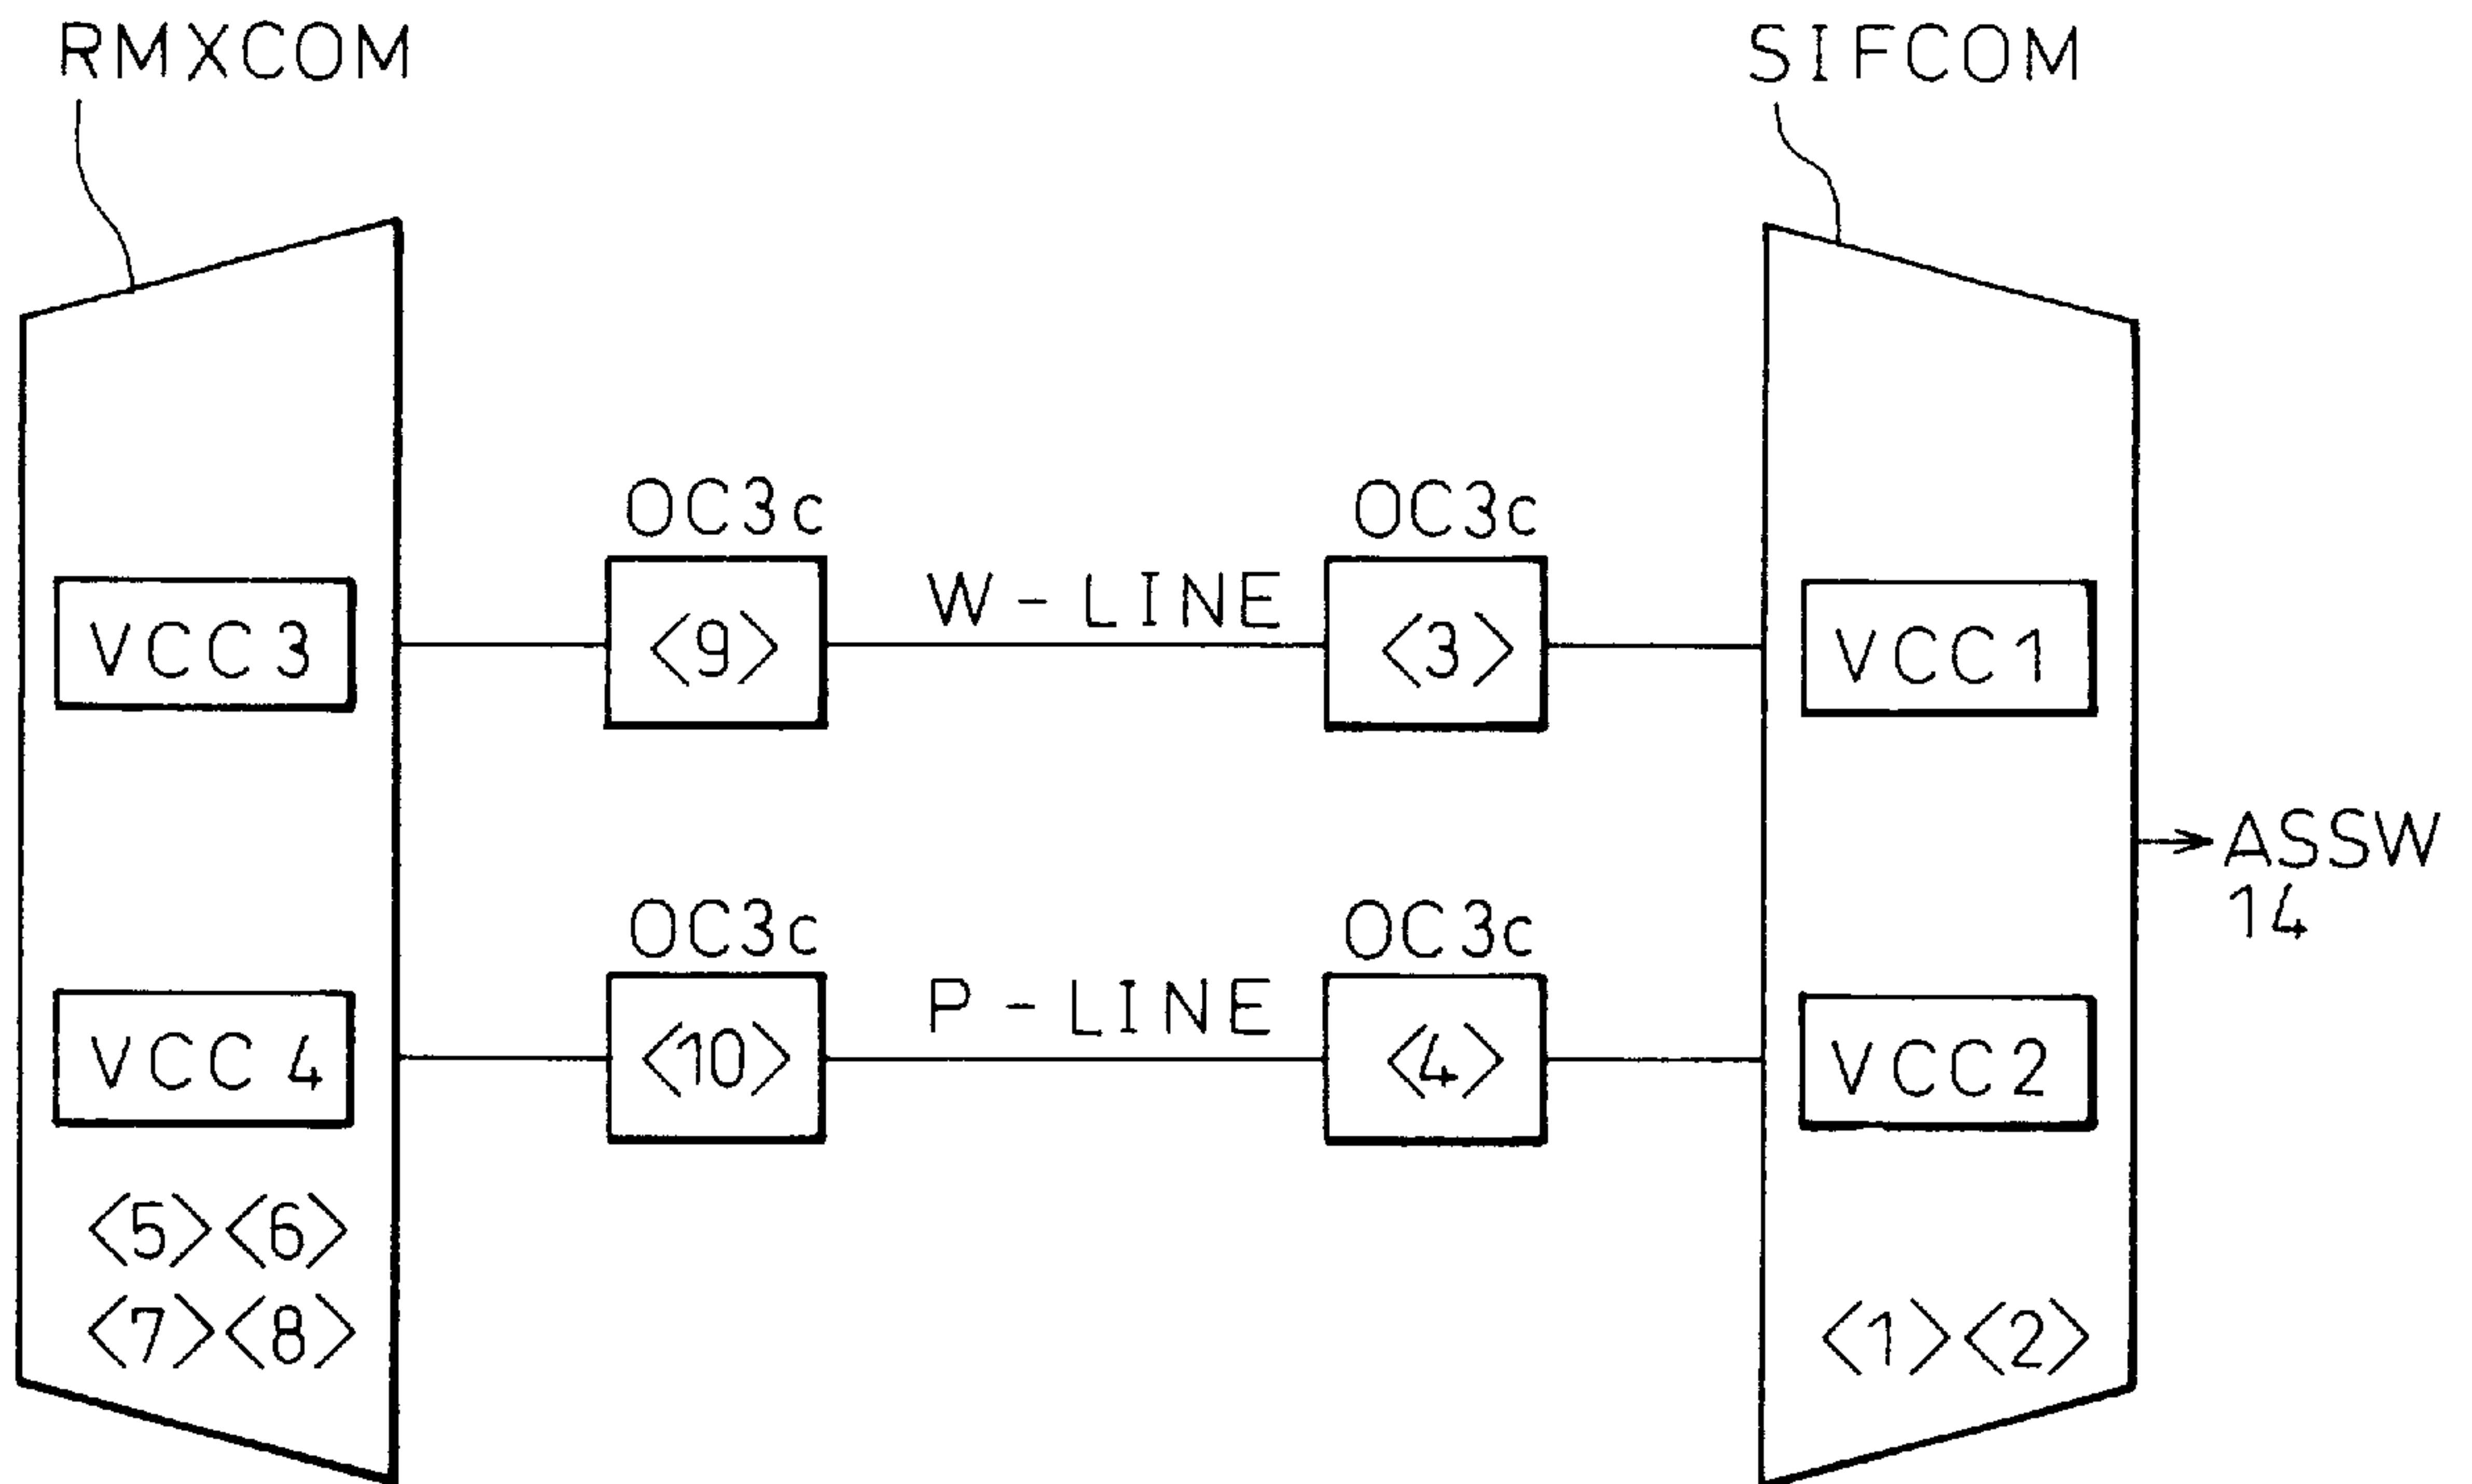 RMXCOM
SIFCOM
OC3c
OC3c
W-LINE
VCC3
<9>
<3>
VCC1
ASSW
14
OC3c
OC3c
P-LINE
VCC4
<10>
<4>
VCC2
<5><6>
<7><8>
<1><2>